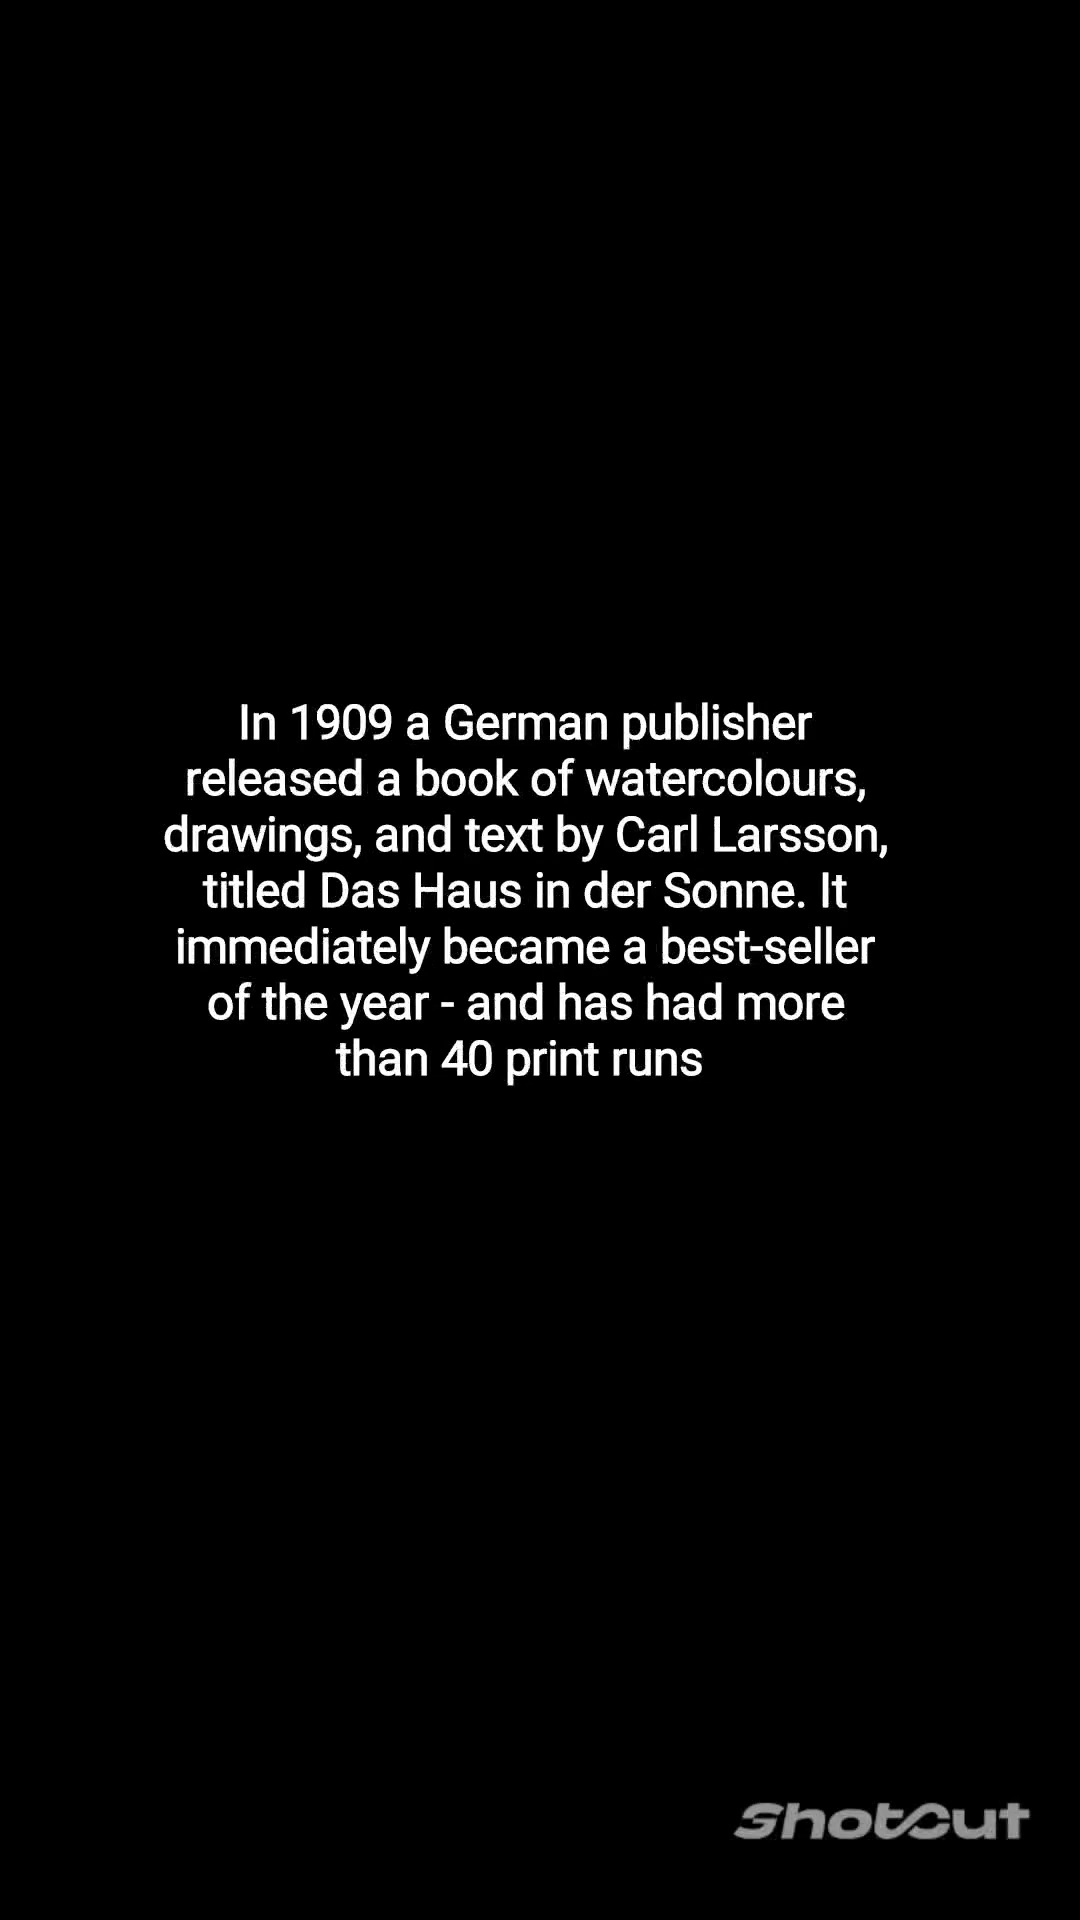 In 1909 a German publisher
released a book of watercolours,
drawings, and text by Carl Larsson,
titled Das Haus in der Sonne. It
immediately became a best-seller
of the year - and has had more
than 40 print runs
ShotCut